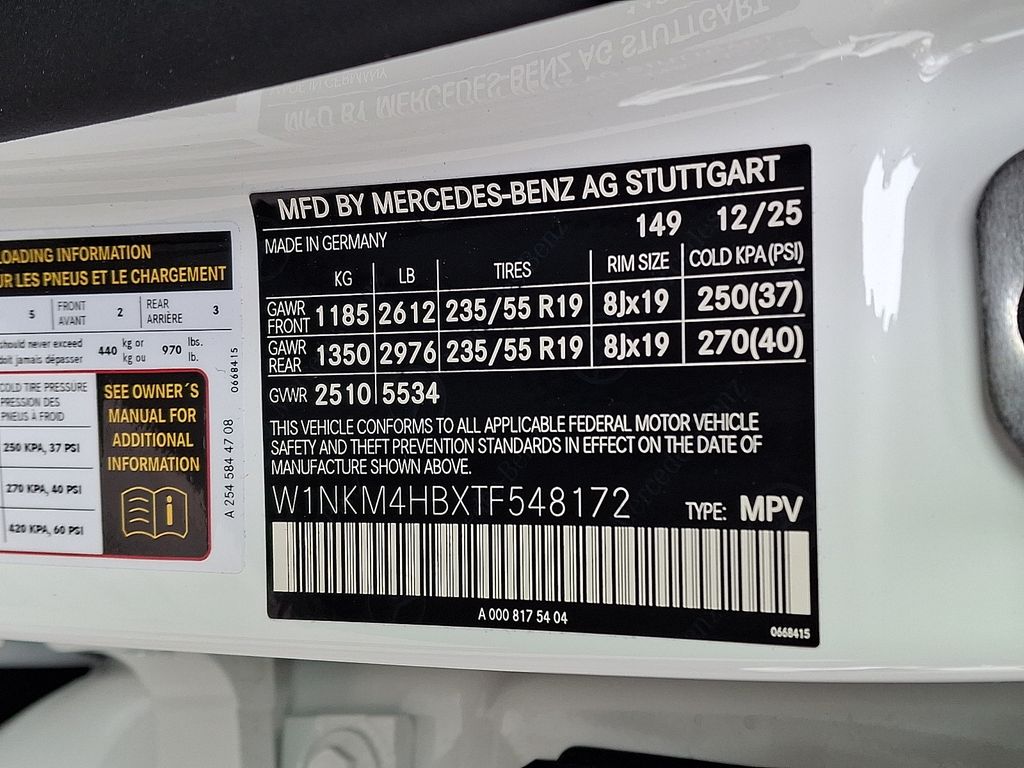 LOADING INFORMATION
UR LES PNEUS ET LE CHARGEMENT
5 FRONT AVANT 2 REAR ARRIÈRE 3
should never exceed
doit jamais dépasser 440 kg or kg ou 970 lbs. lb.
COLD TIRE PRESSURE
PRESSION DES
PNEUS À FROID
250 KPA, 37 PSI
270 KPA, 40 PSI
420 KPA, 60 PSI
SEE OWNER´S
MANUAL FOR
ADDITIONAL
INFORMATION
0668415
A 254 584 47 08
MFD BY MERCEDES-BENZ AG STUTTGART
149 12/25
MADE IN GERMANY
KG LB TIRES RIM SIZE COLD KPA(PSI)
GAWR FRONT 1185 2612 235/55 R19 8Jx19 250(37)
GAWR REAR 1350 2976 235/55 R19 8Jx19 270(40)
GVWR 2510 5534
THIS VEHICLE CONFORMS TO ALL APPLICABLE FEDERAL MOTOR VEHICLE
SAFETY AND THEFT PREVENTION STANDARDS IN EFFECT ON THE DATE OF
MANUFACTURE SHOWN ABOVE.
W1NKM4HBXTF548172 TYPE: MPV
A 000 817 54 04
0668415